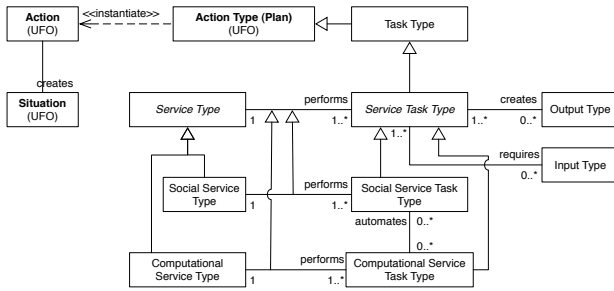 Action
(UFO)
<<instantiate>>
Action Type (Plan)
(UFO)
Task Type
creates
Situation
(UFO)
Service Type
performs
1
1..*
Service Task Type
creates
1..*
0..*
Output Type
1..*
requires
0..*
Input Type
Social Service
Type
performs
1
1..*
Social Service Task
Type
automates
0..*
0..*
Computational
Service Type
performs
1
1..*
Computational Service
Task Type